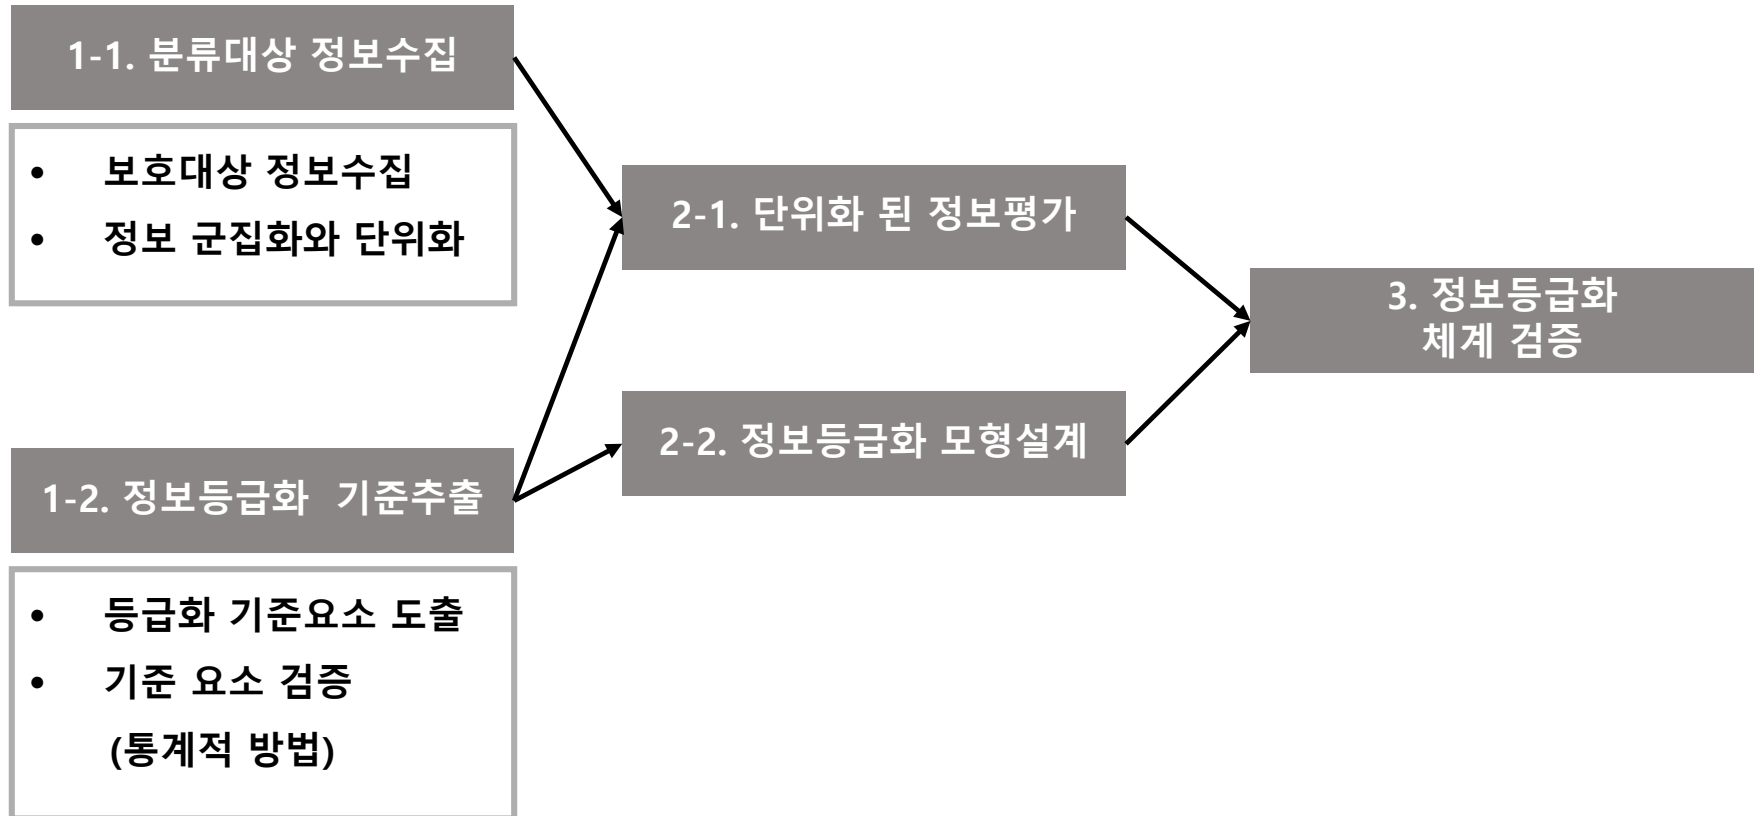 1-1. 분류대상 정보수집
• 보호대상 정보수집
• 정보 군집화와 단위화
1-2. 정보등급화 기준추출
• 등급화 기준요소 도출
• 기준 요소 검증
(통계적 방법)
2-1. 단위화 된 정보평가
2-2. 정보등급화 모형설계
3. 정보등급화
체계 검증